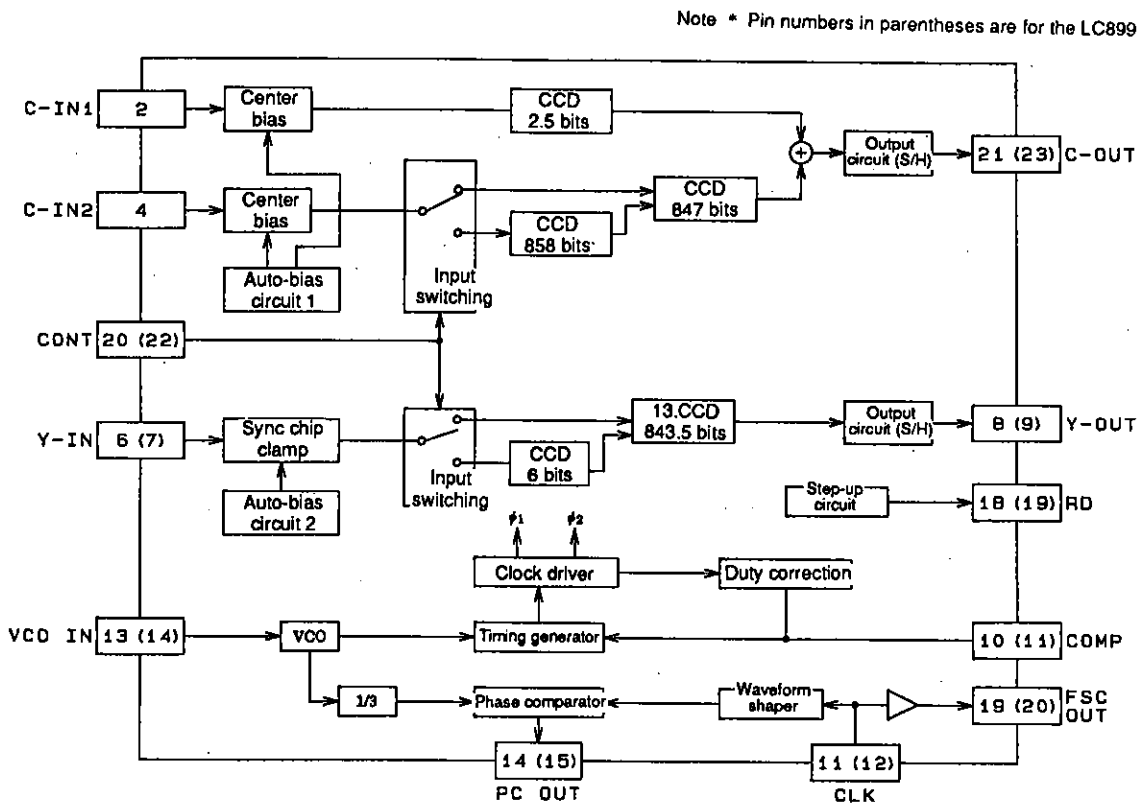 Note * Pin numbers in parentheses are for the LC899
C-IN1
2
Center
bias
CCD
2.5 bits
+
Output
circuit (S/H)
21 (23)
C-OUT
C-IN2
4
Center
bias
CCD
847 bits
CCD
858 bits
Auto-bias
circuit 1
Input
switching
CONT
20 (22)
Y-IN
6 (7)
Sync chip
clamp
13.CCD
843.5 bits
Output
circuit (S/H)
8 (9)
Y-OUT
CCD
6 bits
Input
switching
Auto-bias
circuit 2
Step-up
circuit
18 (19)
RD
ϕ1
ϕ2
Clock driver
Duty correction
VCO IN
13 (14)
VCO
Timing generator
10 (11)
COMP
1/3
Phase comparator
Waveform
shaper
19 (20)
FSC
OUT
14 (15)
PC OUT
11 (12)
CLK